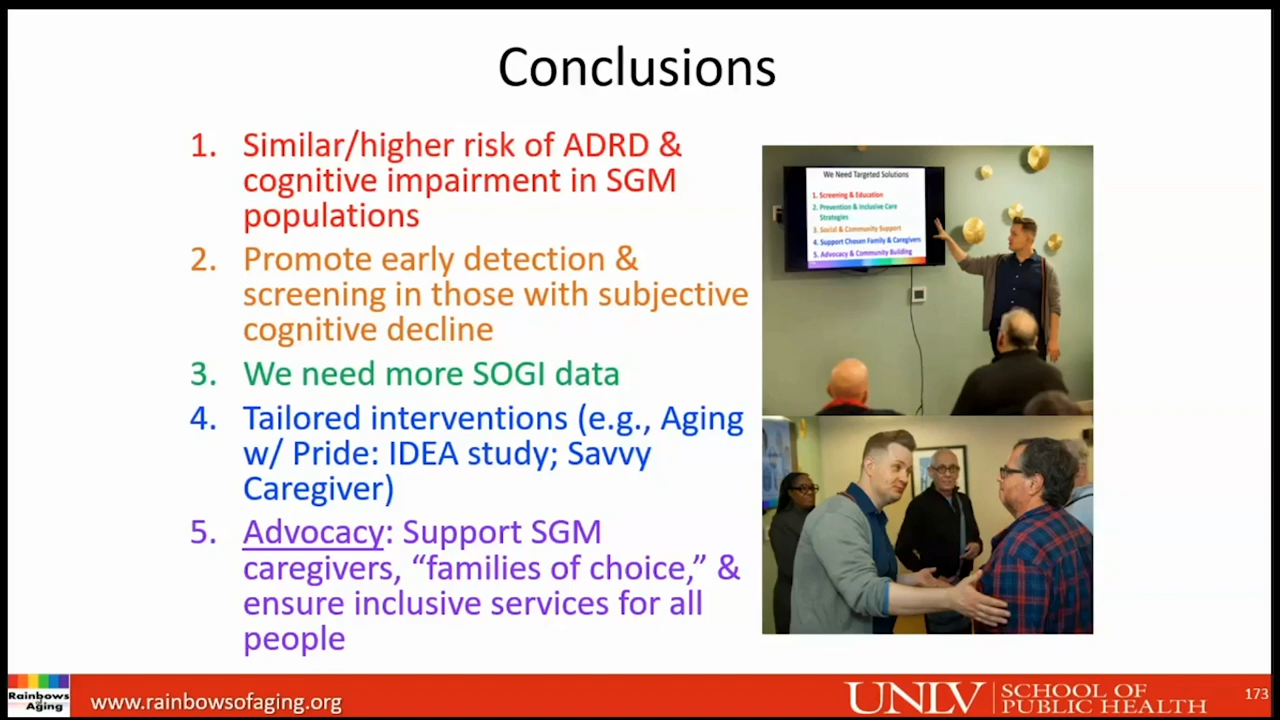 Conclusions
1. Similar/higher risk of ADRD &
cognitive impairment in SGM
populations
2. Promote early detection &
screening in those with subjective
cognitive decline
3. We need more SOGI data
4. Tailored interventions (e.g., Aging
w/ Pride: IDEA study; Savvy
Caregiver)
5. Advocacy: Support SGM
caregivers, “families of choice,” &
ensure inclusive services for all
people
We Need Targeted Solutions
1. Screening & Education
2. Prevention & Inclusive Care
Strategies
3. Social & Community Support
4. Support Chosen Family & Caregivers
5. Advocacy & Community Building
Rainbows
of
Aging
www.rainbowsofaging.org
UNLV
SCHOOL OF
PUBLIC HEALTH
173